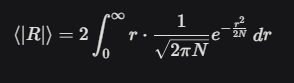 ⟨|R|⟩ = 2 ∫₀^∞ r · 1/√(2πN) e^(−r²/(2N)) dr